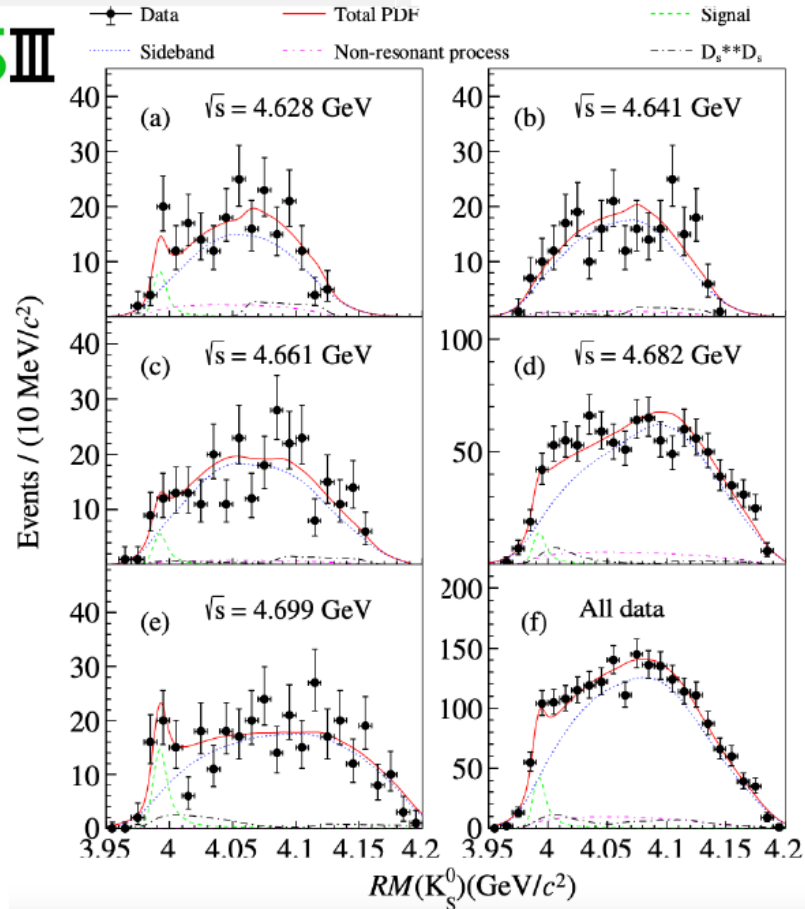 Data Total PDF Signal
Sideband Non-resonant process D_s**D_s
III
(a) √s = 4.628 GeV
(b) √s = 4.641 GeV
40 40
30 30
20 20
10 10
(c) √s = 4.661 GeV
(d) √s = 4.682 GeV
40 100
30
20 50
10
(e) √s = 4.699 GeV
(f) All data
40 200
30 150
20 100
10 50
0 0
3.95 4 4.05 4.1 4.15 4.2
4 4.05 4.1 4.15 4.2
Events / (10 MeV/c²)
RM(K⁰_S)(GeV/c²)